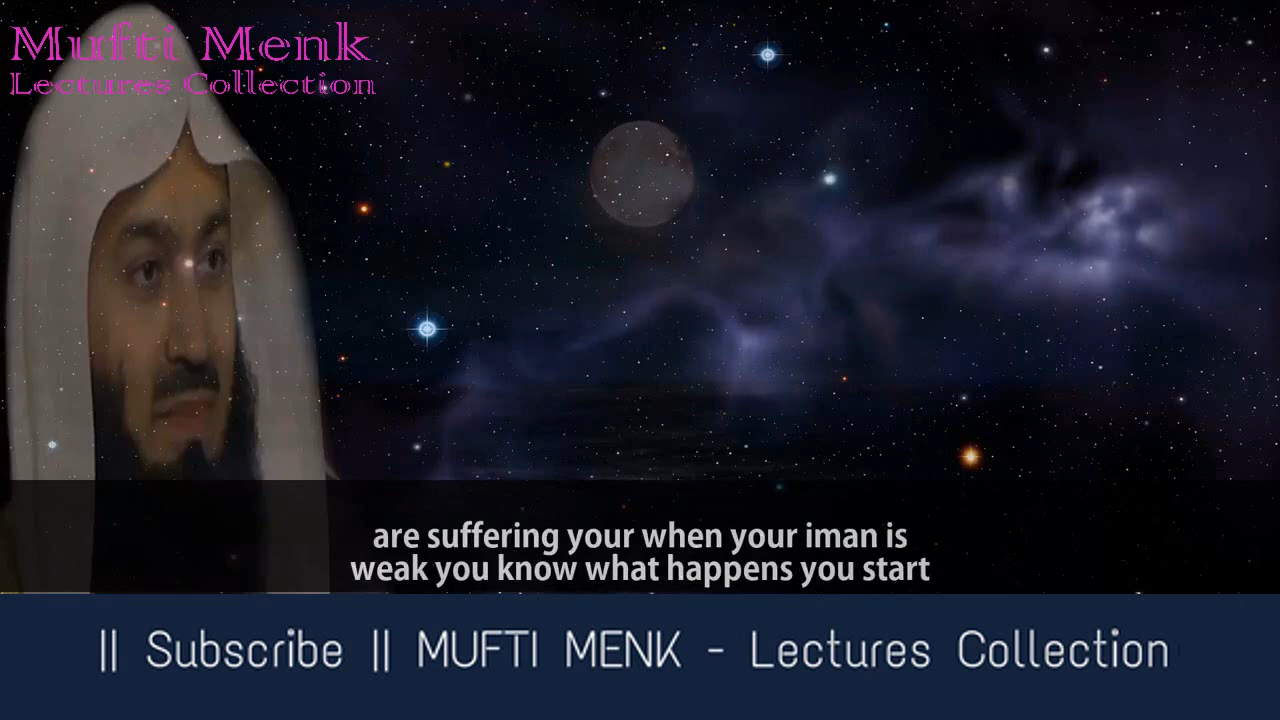 Mufti Menk
Lectures Collection
are suffering your when your iman is
weak you know what happens you start
|| Subscribe || MUFTI MENK - Lectures Collection